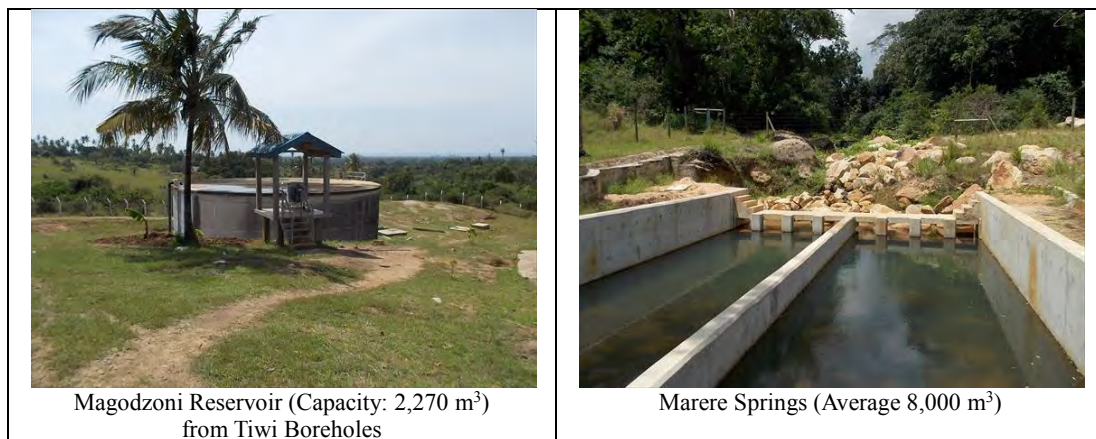 Magodzoni Reservoir (Capacity: 2,270 m³)
from Tiwi Boreholes
Marere Springs (Average 8,000 m³)